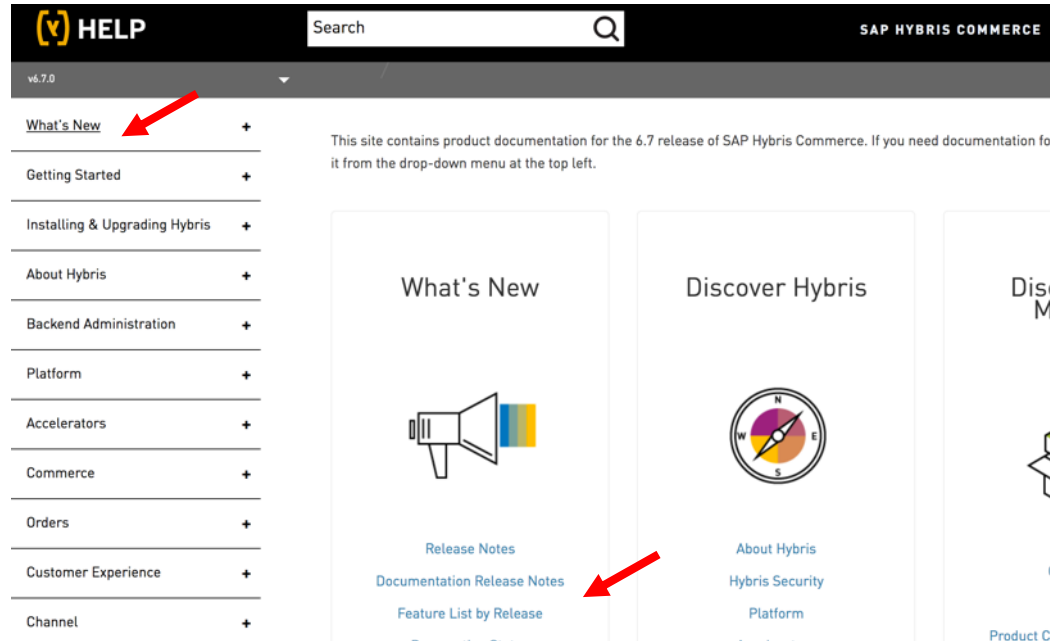 (Y) HELP
Search
SAP HYBRIS COMMERCE
v6.7.0
What's New +
Getting Started +
Installing & Upgrading Hybris +
About Hybris +
Backend Administration +
Platform +
Accelerators +
Commerce +
Orders +
Customer Experience +
Channel +
This site contains product documentation for the 6.7 release of SAP Hybris Commerce. If you need documentation fo
it from the drop-down menu at the top left.
What's New
N
W E
S
Release Notes
Documentation Release Notes
Feature List by Release
Discover Hybris
About Hybris
Hybris Security
Platform
Dis
M
Product C